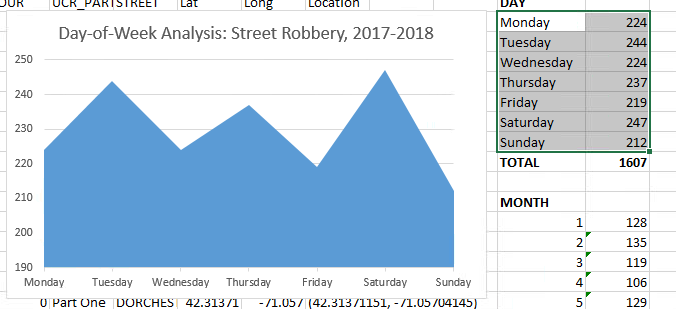 OUR UCR_PARTSTREET Lat Long Location DAY
Day-of-Week Analysis: Street Robbery, 2017-2018
250
240
230
220
210
200
190
Monday Tuesday Wednesday Thursday Friday Saturday Sunday
0 Part One DORCHES 42.31371 -71.057 (42.31371151, -71.05704145)
Monday 224
Tuesday 244
Wednesday 224
Thursday 237
Friday 219
Saturday 247
Sunday 212
TOTAL 1607
MONTH
1 128
2 135
3 119
4 106
5 129